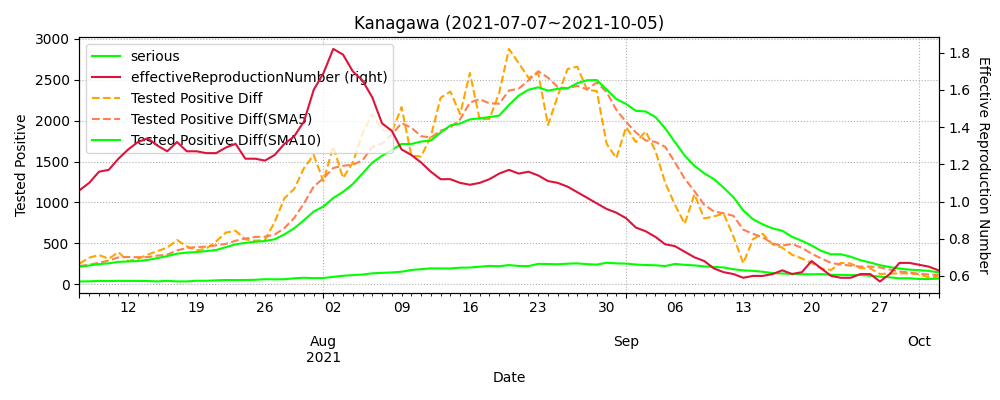 Kanagawa (2021-07-07~2021-10-05)
serious
effectiveReproductionNumber (right)
Tested Positive Diff
Tested Positive Diff(SMA5)
Tested Positive Diff(SMA10)
Tested Positive
3000
2500
2000
1500
1000
500
0
1.8
1.6
1.4
1.2
1.0
0.8
0.6
Effective Reproduction Number
12 19 26 02 09 16 23 30 06 13 20 27
Aug Sep Oct
2021
Date